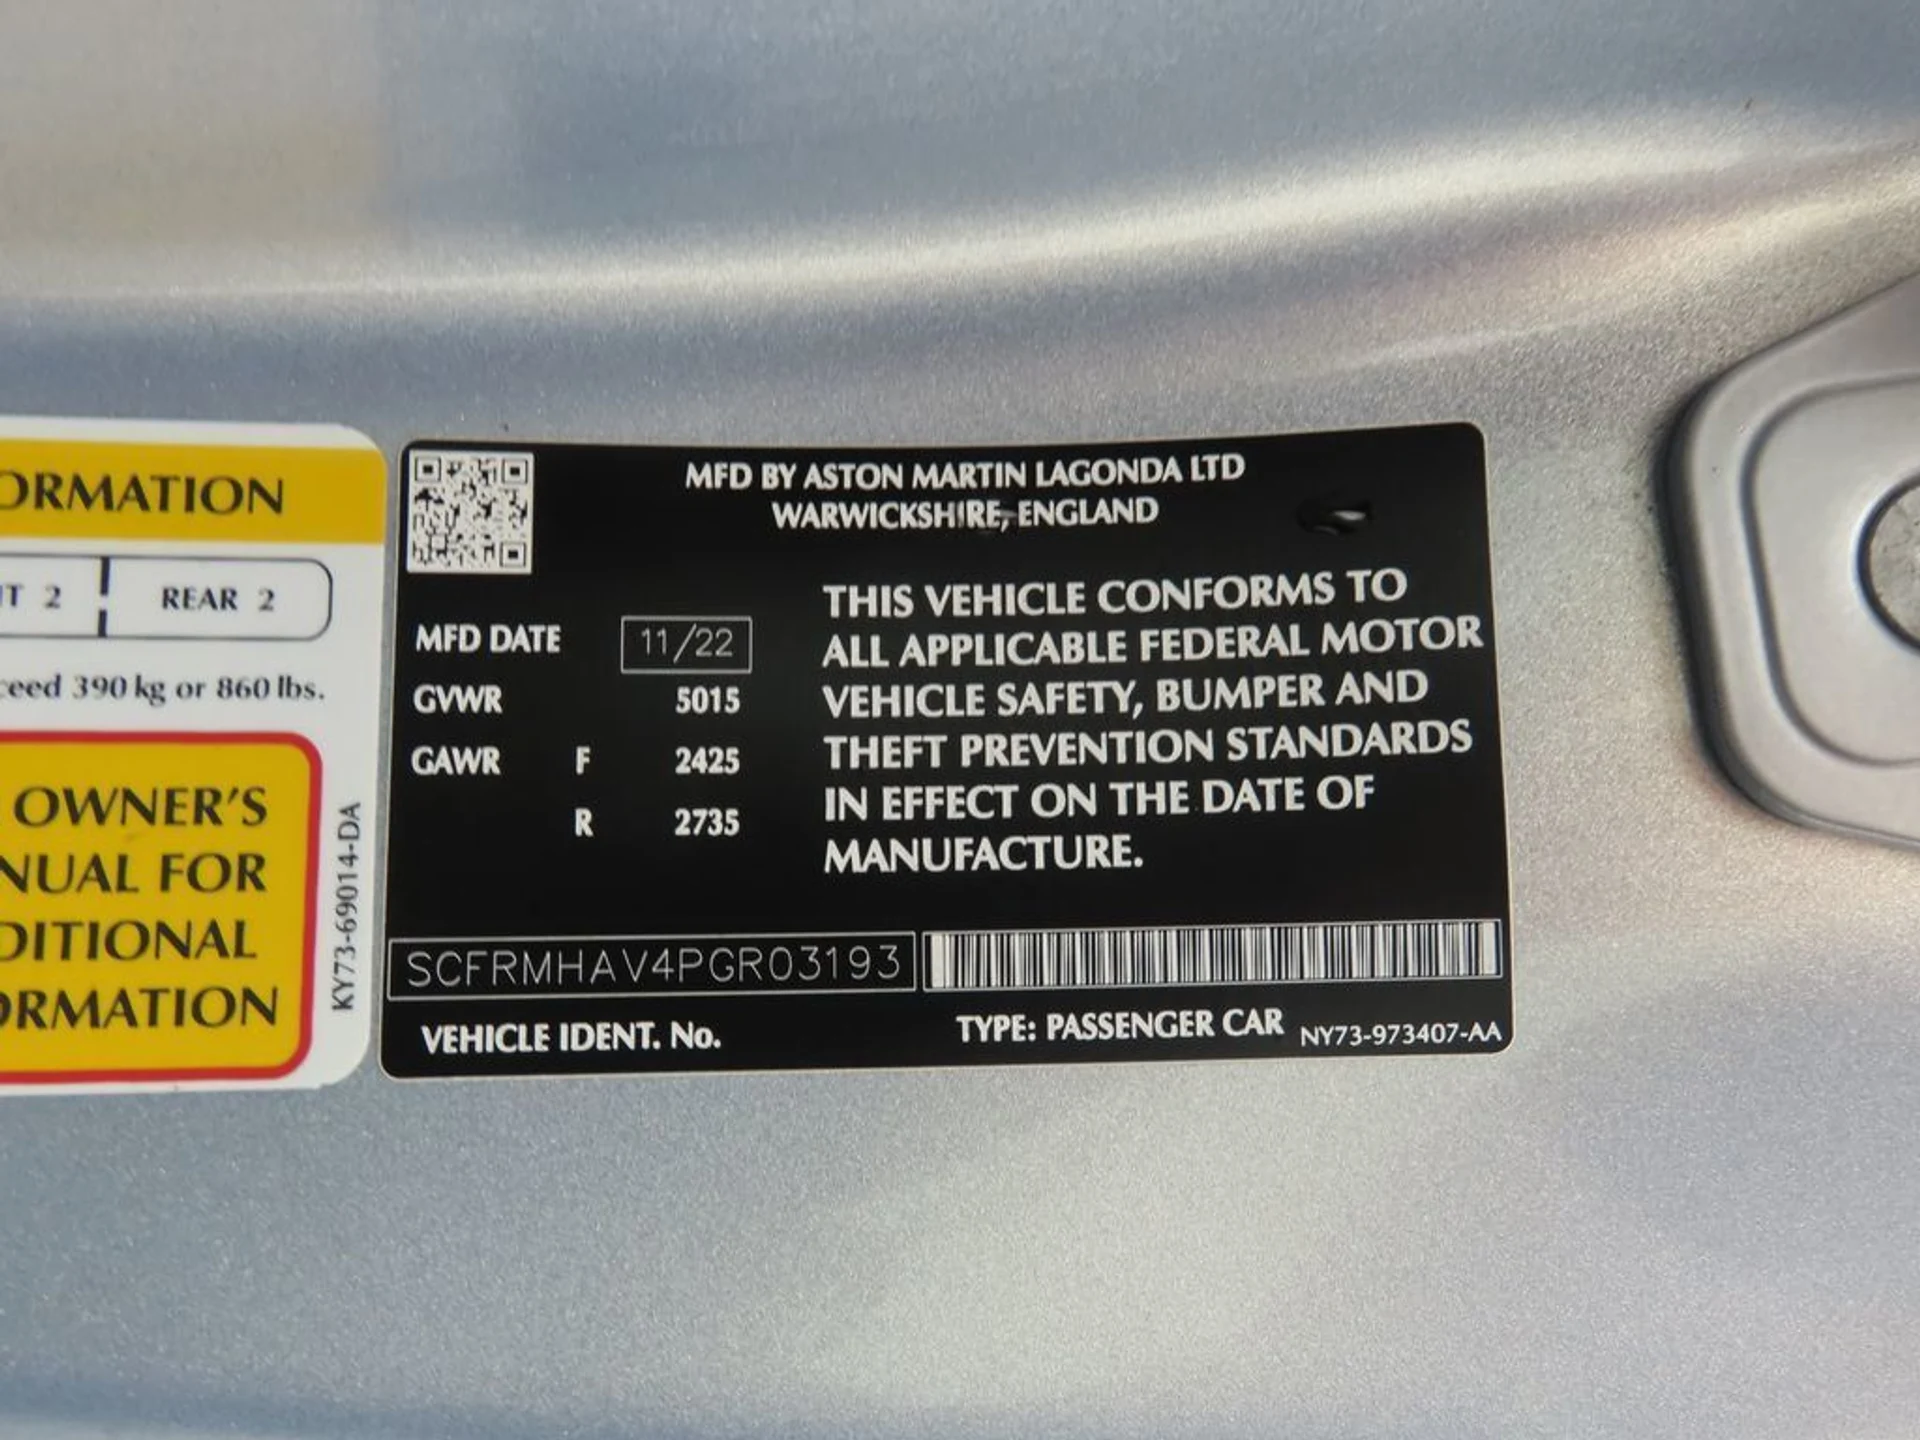 ORMATION
T 2
REAR 2
ceed 390 kg or 860 lbs.
OWNER'S
NUAL FOR
DITIONAL
ORMATION
KY73-69014-DA
MFD BY ASTON MARTIN LAGONDA LTD
WARWICKSHIRE, ENGLAND
MFD DATE 11/22
GVWR 5015
GAWR F 2425
R 2735
THIS VEHICLE CONFORMS TO
ALL APPLICABLE FEDERAL MOTOR
VEHICLE SAFETY, BUMPER AND
THEFT PREVENTION STANDARDS
IN EFFECT ON THE DATE OF
MANUFACTURE.
SCFRMHAV4PGR03193
VEHICLE IDENT. No.
TYPE: PASSENGER CAR
NY73-973407-AA